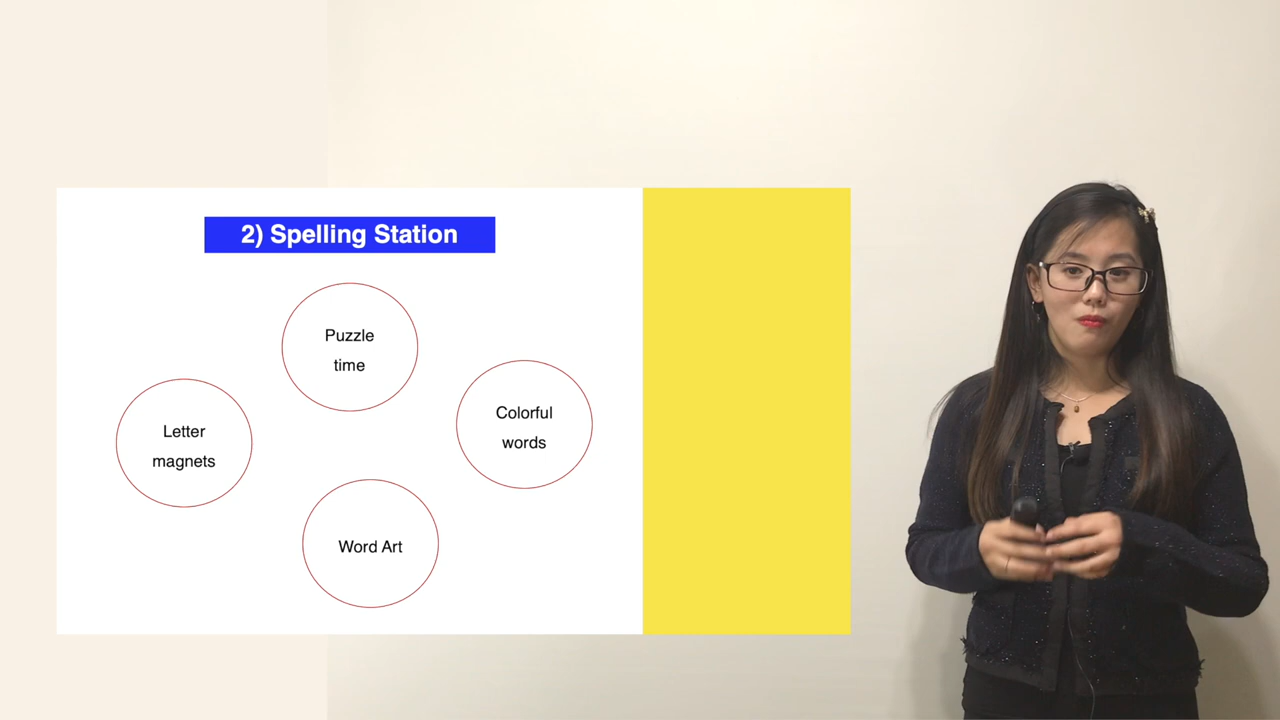 2) Spelling Station
Puzzle
time
Colorful
words
Letter
magnets
Word Art